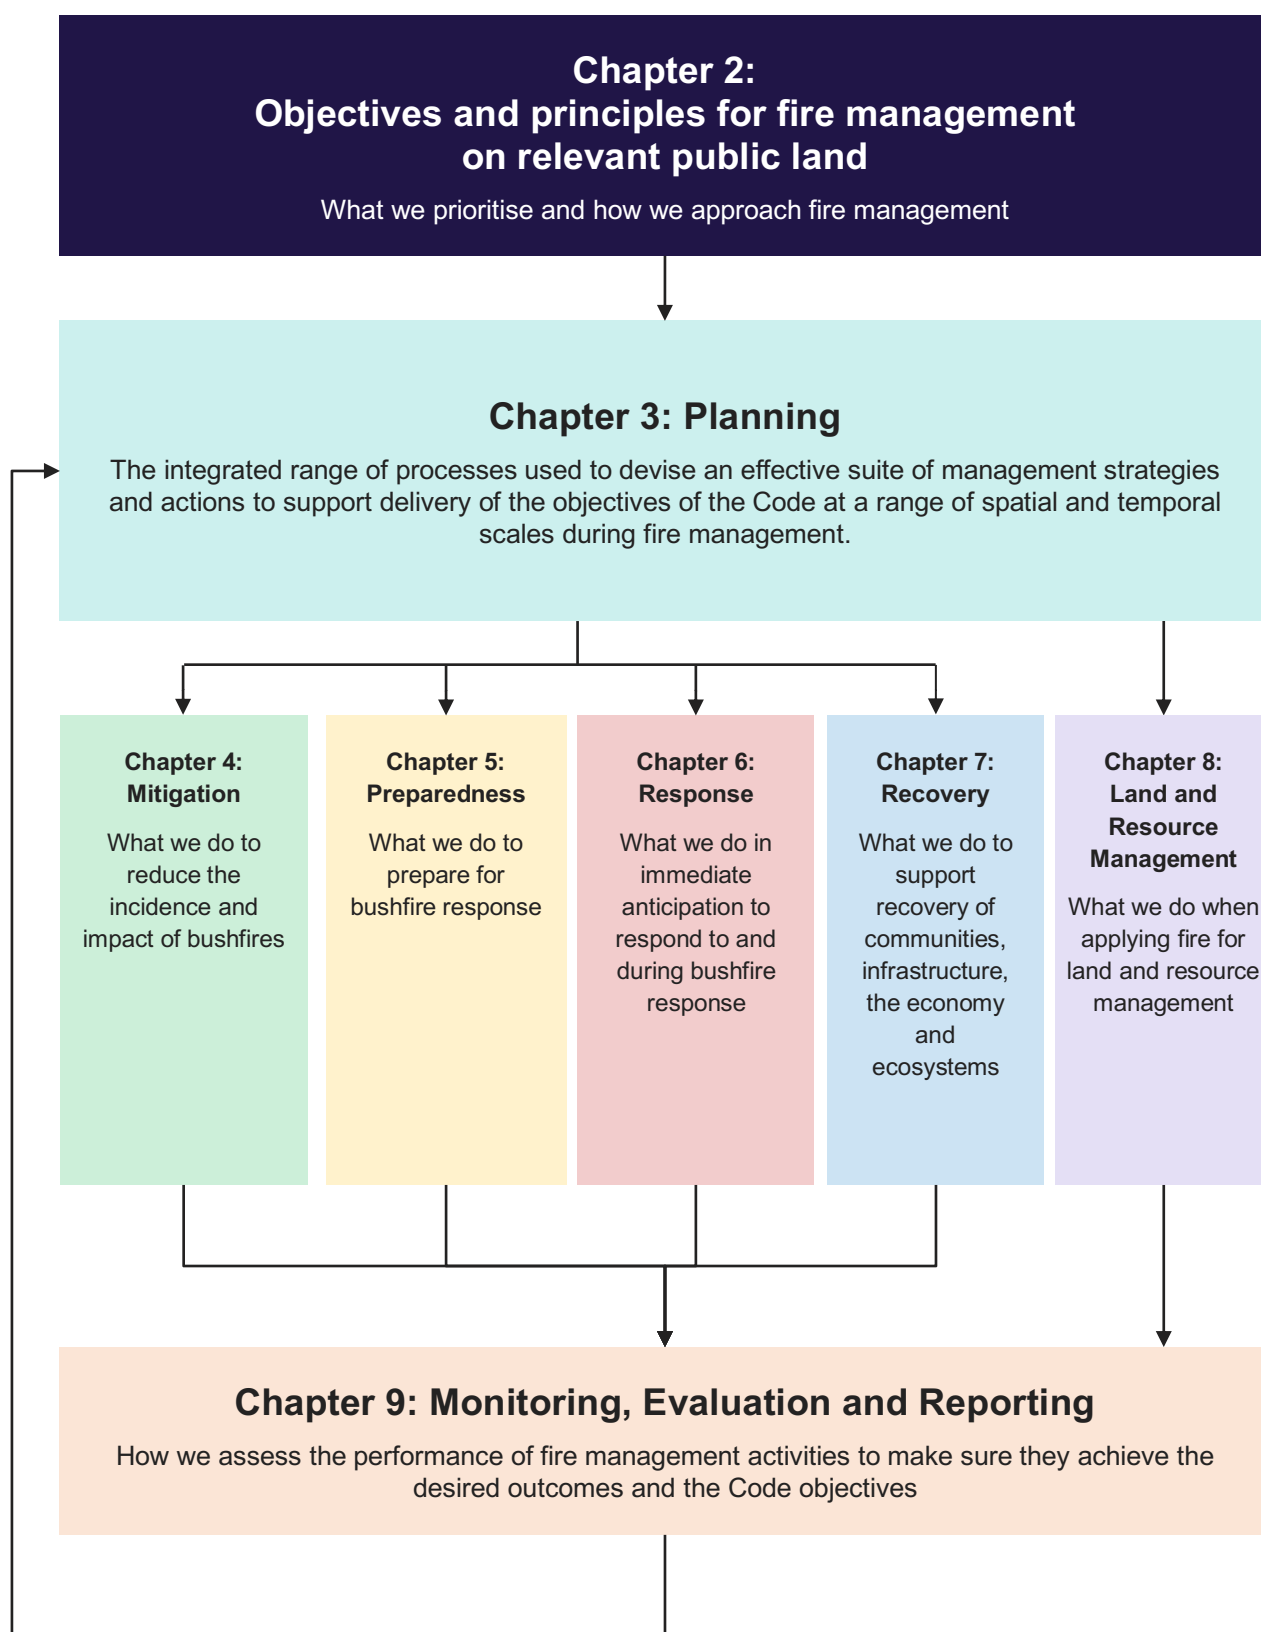 Chapter 2:
Objectives and principles for fire management
on relevant public land
What we prioritise and how we approach fire management
Chapter 3: Planning
The integrated range of processes used to devise an effective suite of management strategies
and actions to support delivery of the objectives of the Code at a range of spatial and temporal
scales during fire management.
Chapter 4:
Mitigation
What we do to
reduce the
incidence and
impact of bushfires
Chapter 5:
Preparedness
What we do to
prepare for
bushfire response
Chapter 6:
Response
What we do in
immediate
anticipation to
respond to and
during bushfire
response
Chapter 7:
Recovery
What we do to
support
recovery of
communities,
infrastructure,
the economy
and
ecosystems
Chapter 8:
Land and
Resource
Management
What we do when
applying fire for
land and resource
management
Chapter 9: Monitoring, Evaluation and Reporting
How we assess the performance of fire management activities to make sure they achieve the
desired outcomes and the Code objectives